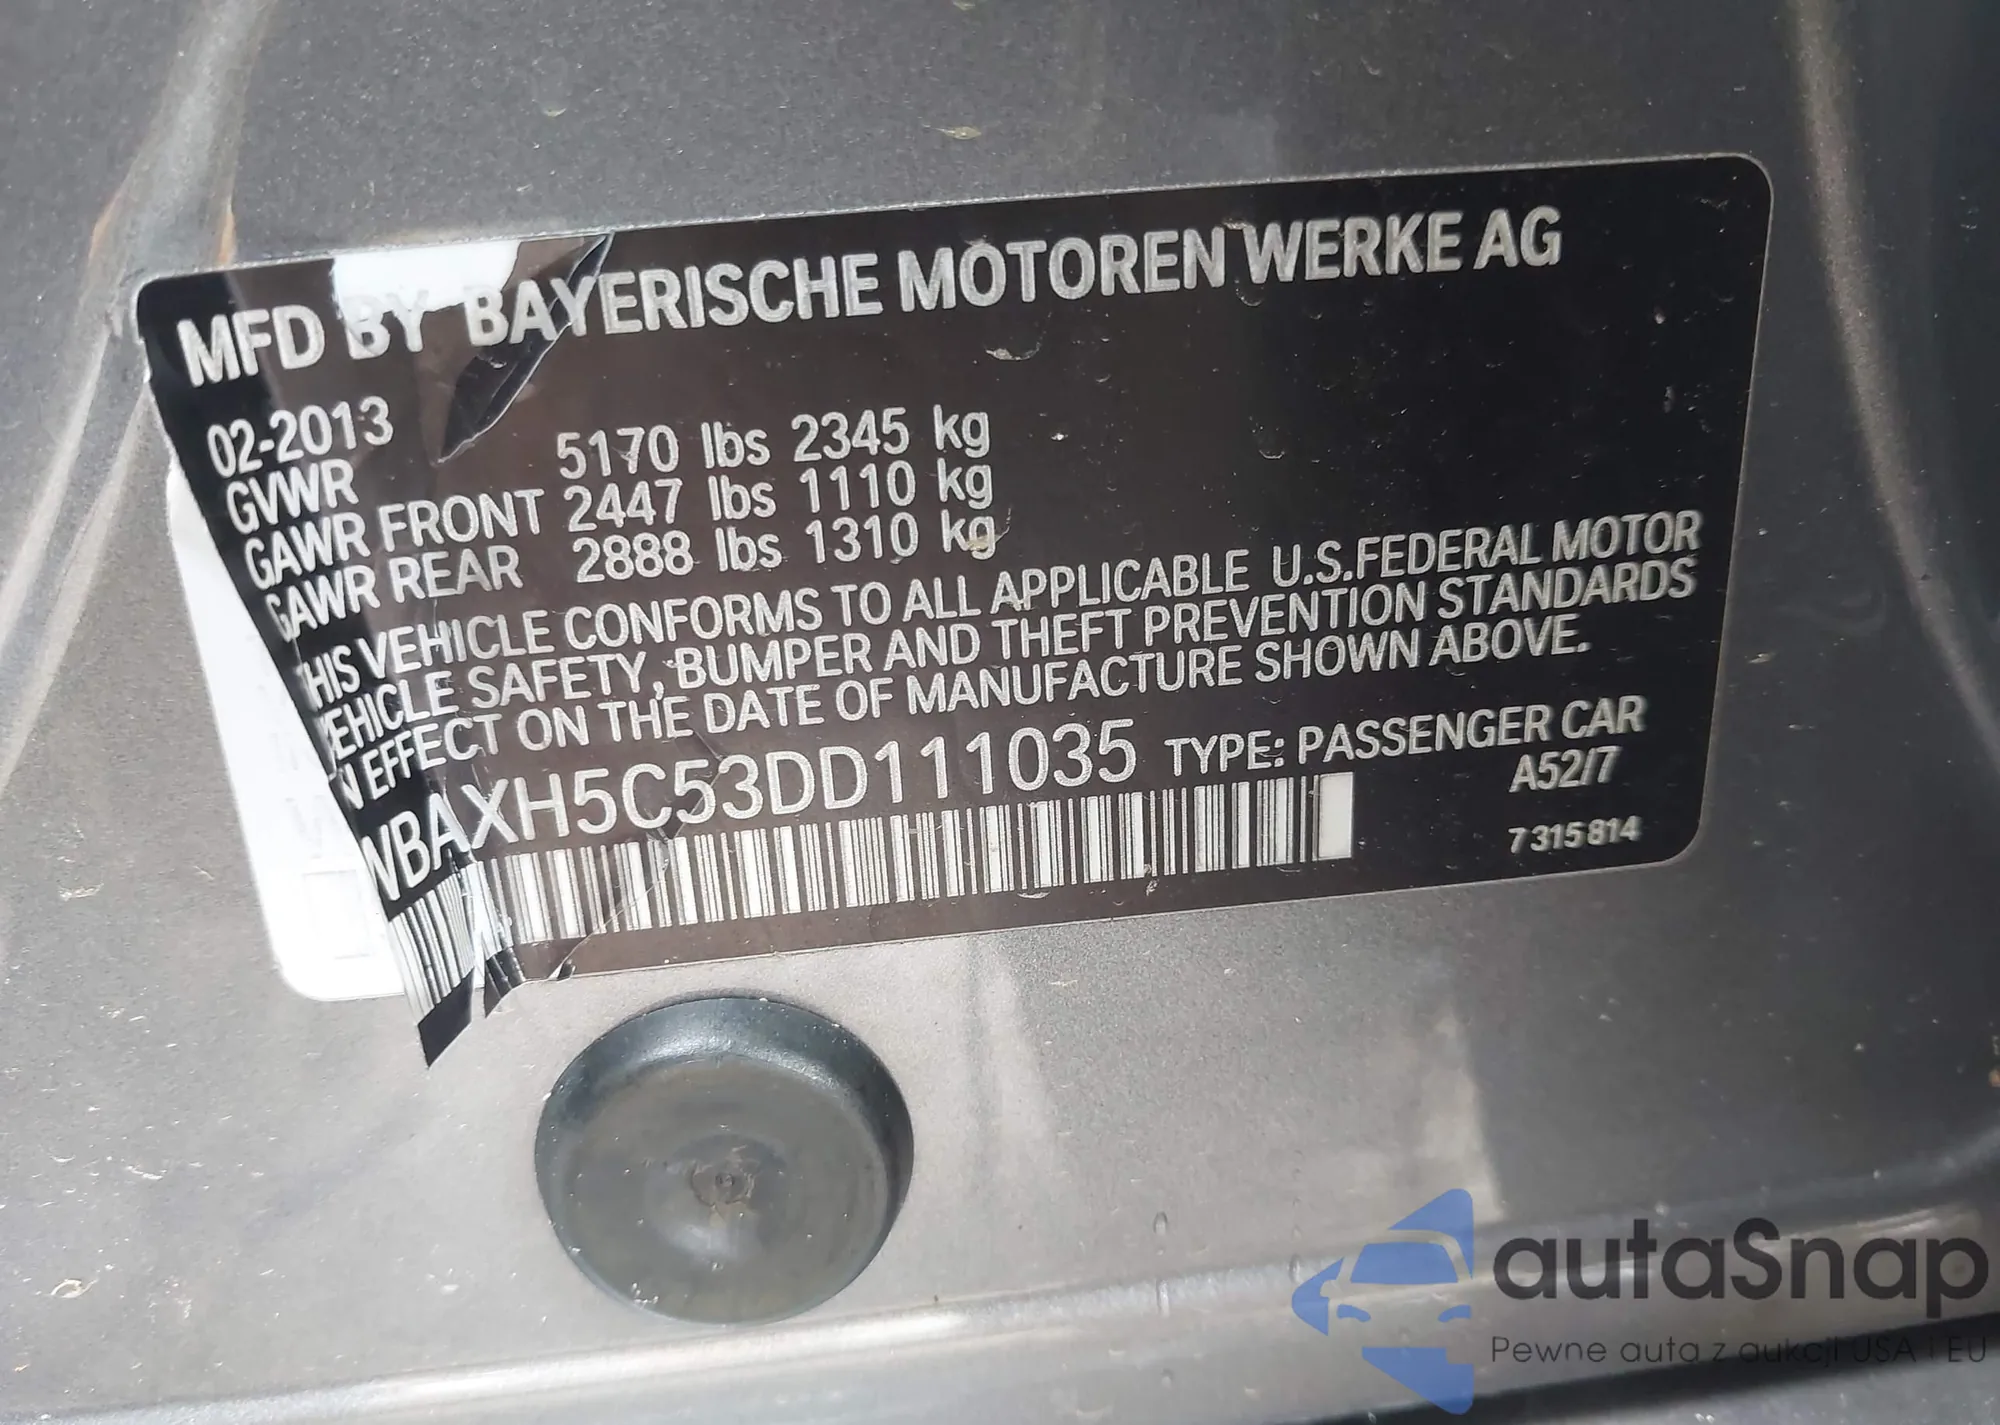 MFD BY BAYERISCHE MOTOREN WERKE AG
02-2013
GVWR 5170 lbs 2345 kg
GAWR FRONT 2447 lbs 1110 kg
GAWR REAR 2888 lbs 1310 kg
THIS VEHICLE CONFORMS TO ALL APPLICABLE U.S.FEDERAL MOTOR
VEHICLE SAFETY, BUMPER AND THEFT PREVENTION STANDARDS
IN EFFECT ON THE DATE OF MANUFACTURE SHOWN ABOVE.
WBAXH5C53DD111035 TYPE: PASSENGER CAR
A52/7
7 315 814
autaSnap
Pewne auta z aukcji USA i EU